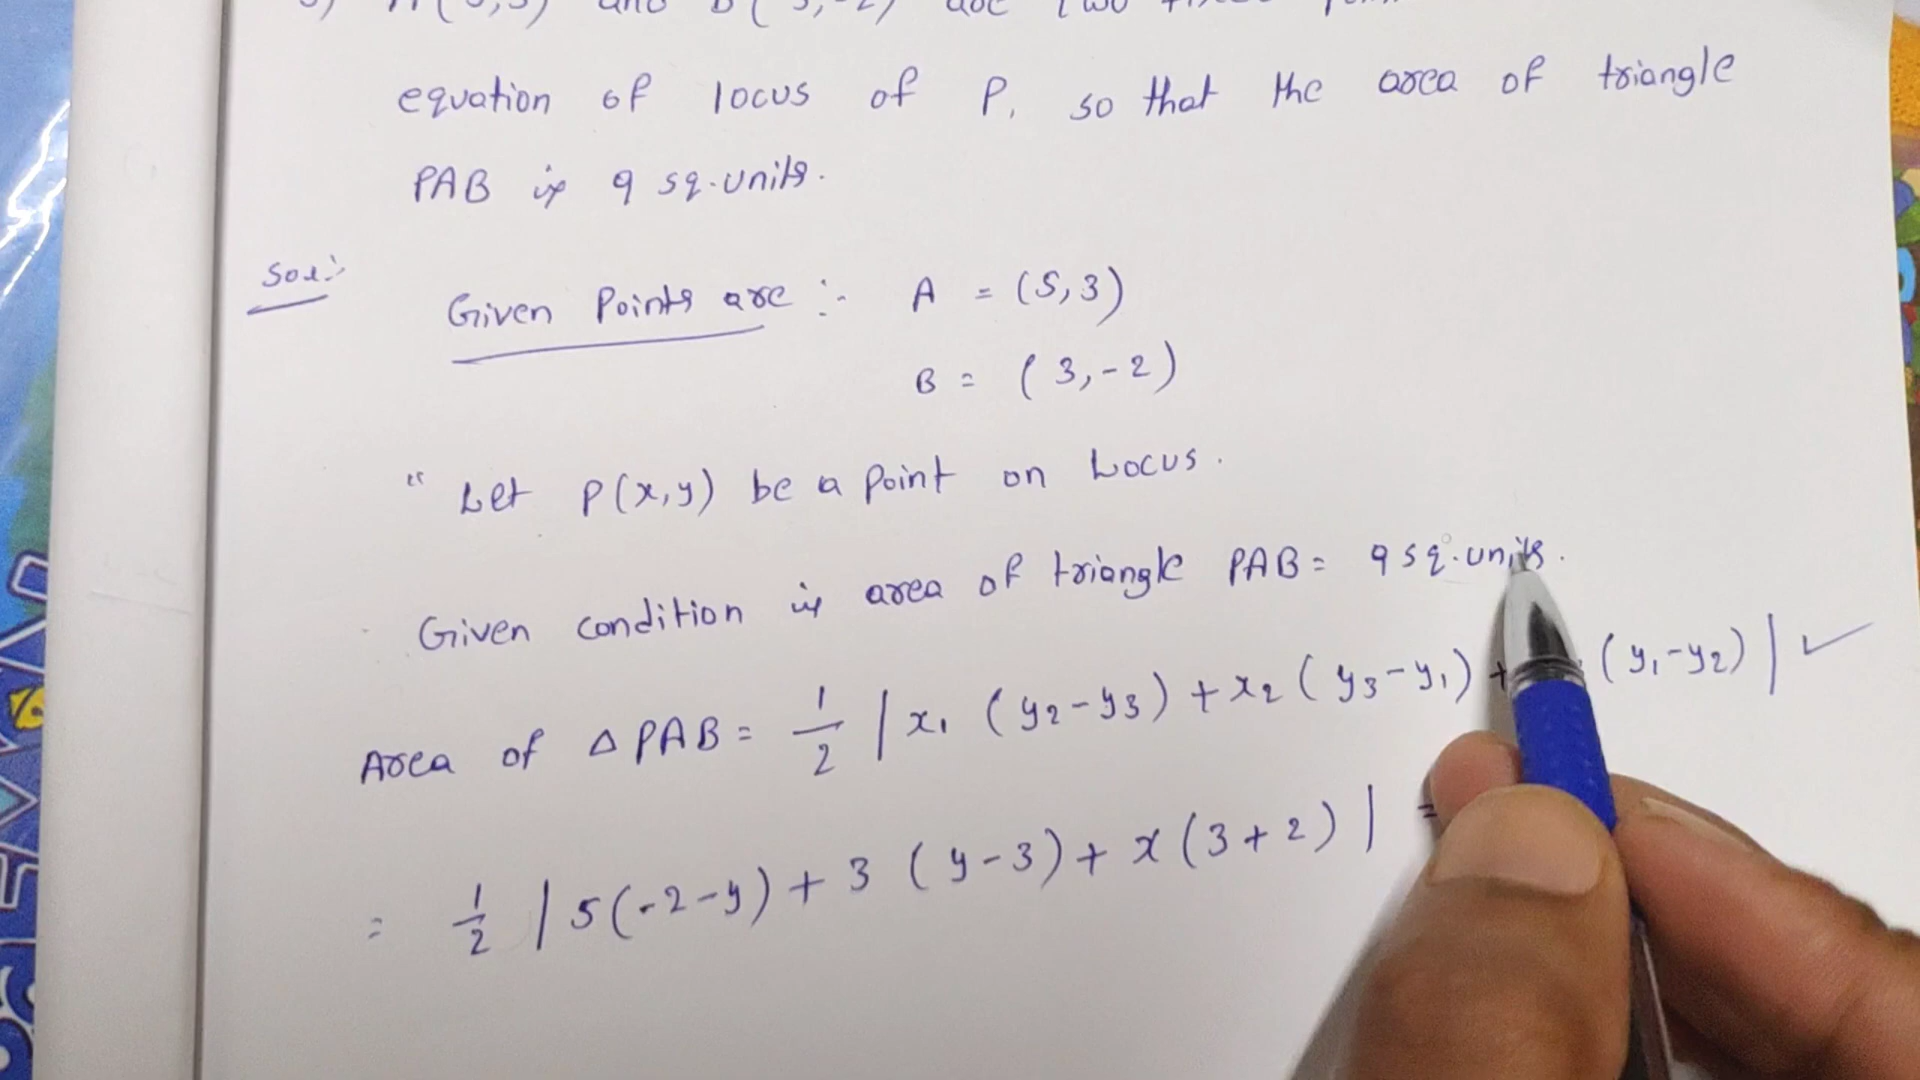 equation of locus of P, so that the area of triangle
PAB is 9 sq.units.
Sol:-
Given Points are :- A = (5,3)
B = (3,-2)
" Let P(x,y) be a point on Locus.
Given condition is area of triangle PAB = 9 sq.units.
Area of △PAB = 1/2 |x₁ (y₂-y₃) + x₂ (y₃-y₁) + (y₁-y₂)| ✓
= 1/2 |5(-2-y) + 3 (y-3) + x (3+2)| =